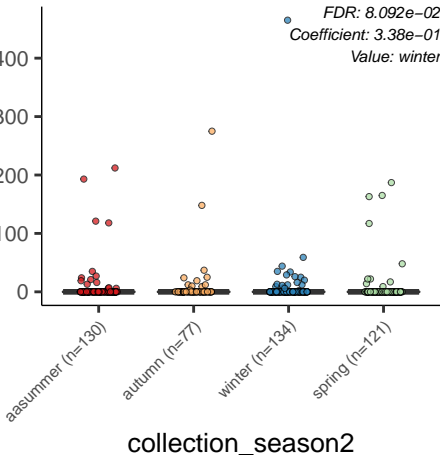 FDR: 8.092e−02
Coefficient: 3.38e−01
Value: winter
400
300
200
100
0
aasummer (n=130)
autumn (n=77)
winter (n=134)
spring (n=121)
collection_season2